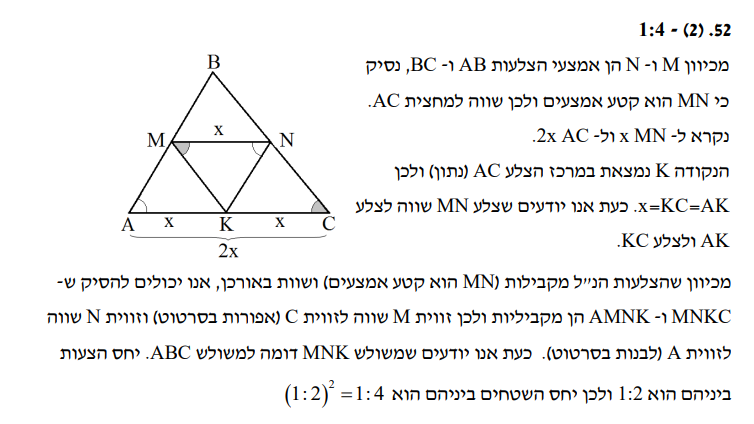 52. (2) - 1:4
מכיוון M ו- N הן אמצעי הצלעות AB ו- BC, נסיק
כי MN הוא קטע אמצעים ולכן שווה למחצית AC.
נקרא ל- MN x ול- AC 2x.
הנקודה K נמצאת במרכז הצלע AC (נתון) ולכן
x=KC=AK. כעת אנו יודעים שצלע MN שווה לצלע
AK ולצלע KC.
B
M
x
N
A
x
K
x
C
2x
מכיוון שהצלעות הנ״ל מקבילות (MN הוא קטע אמצעים) ושוות באורכן, אנו יכולים להסיק ש-
MNKC ו- AMNK הן מקביליות ולכן זווית M שווה לזווית C (אפורות בסרטוט) וזווית N שווה
לזווית A (לבנות בסרטוט). כעת אנו יודעים שמשולש MNK דומה למשולש ABC. יחס הצעות
ביניהם הוא 1:2 ולכן יחס השטחים ביניהם הוא (1:2)² = 1:4